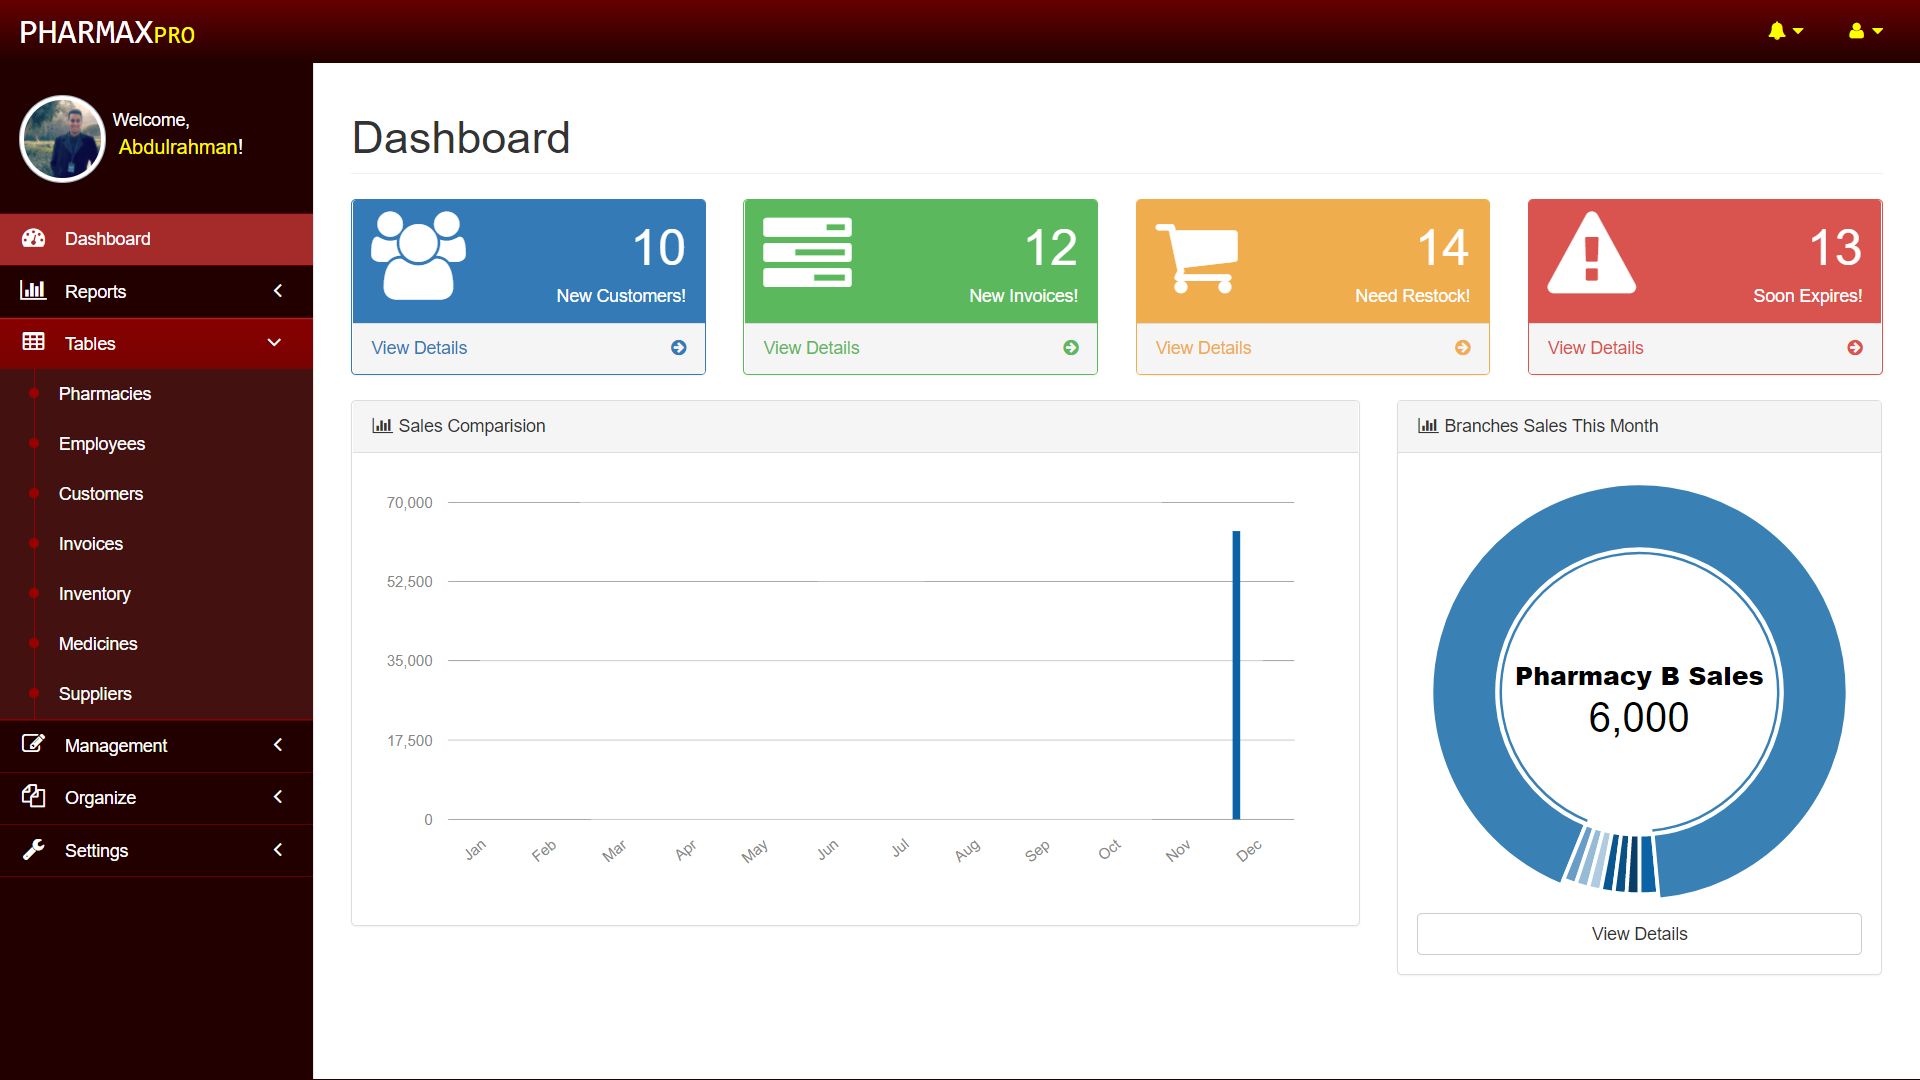 PHARMAXPRO
Welcome,
Abdulrahman!
Dashboard
Reports
Tables
Pharmacies
Employees
Customers
Invoices
Inventory
Medicines
Suppliers
Management
Organize
Settings
Dashboard
10
New Customers!
View Details
12
New Invoices!
View Details
14
Need Restock!
View Details
13
Soon Expires!
View Details
Sales Comparision
70,000
52,500
35,000
17,500
0
Jan Feb Mar Apr May Jun Jul Aug Sep Oct Nov Dec
Branches Sales This Month
Pharmacy B Sales
6,000
View Details